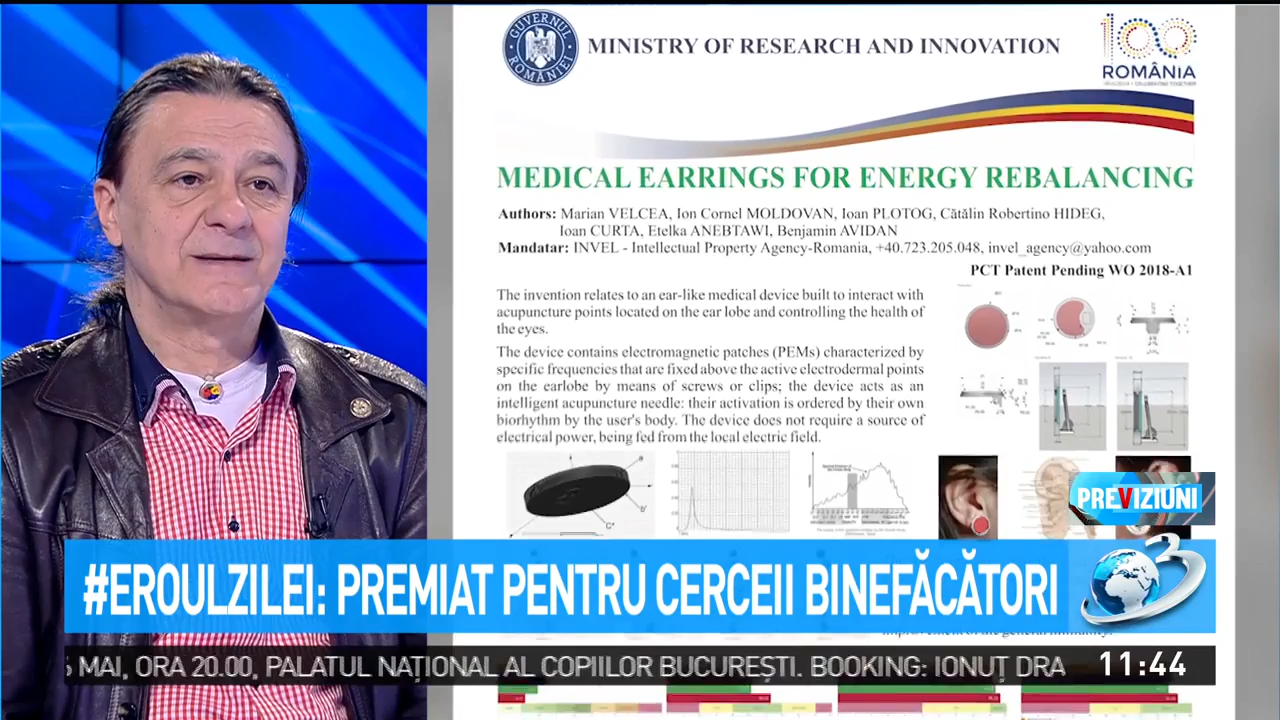 GUVERNUL ROMÂNIEI
MINISTRY OF RESEARCH AND INNOVATION
100
ROMÂNIA
MEDICAL EARRINGS FOR ENERGY REBALANCING
Authors: Marian VELCEA, Ion Cornel MOLDOVAN, Ioan PLOTOG, Cătălin Robertino HIDEG,
Ioan CURTA, Etelka ANEBTAWI, Benjamin AVIDAN
Mandatar: INVEL - Intellectual Property Agency-Romania, +40.723.205.048, invel_agency@yahoo.com
PCT Patent Pending WO 2018-A1
The invention relates to an ear-like medical device built to interact with
acupuncture points located on the ear lobe and controlling the health of
the eyes.
The device contains electromagnetic patches (PEMs) characterized by
specific frequencies that are fixed above the active electrodermal points
on the earlobe by means of screws or clips; the device acts as an
intelligent acupuncture needle: their activation is ordered by their own
biorhythm by the user's body. The device does not require a source of
electrical power, being fed from the local electric field.
PREVIZIUNI
#EROULZILEI: PREMIAT PENTRU CERCEII BINEFĂCĂTORI
3
improvement of the general immunity.
MAI, ORA 20.00, PALATUL NAȚIONAL AL COPIILOR BUCUREȘTI. BOOKING: IONUȚ DRA
11:44